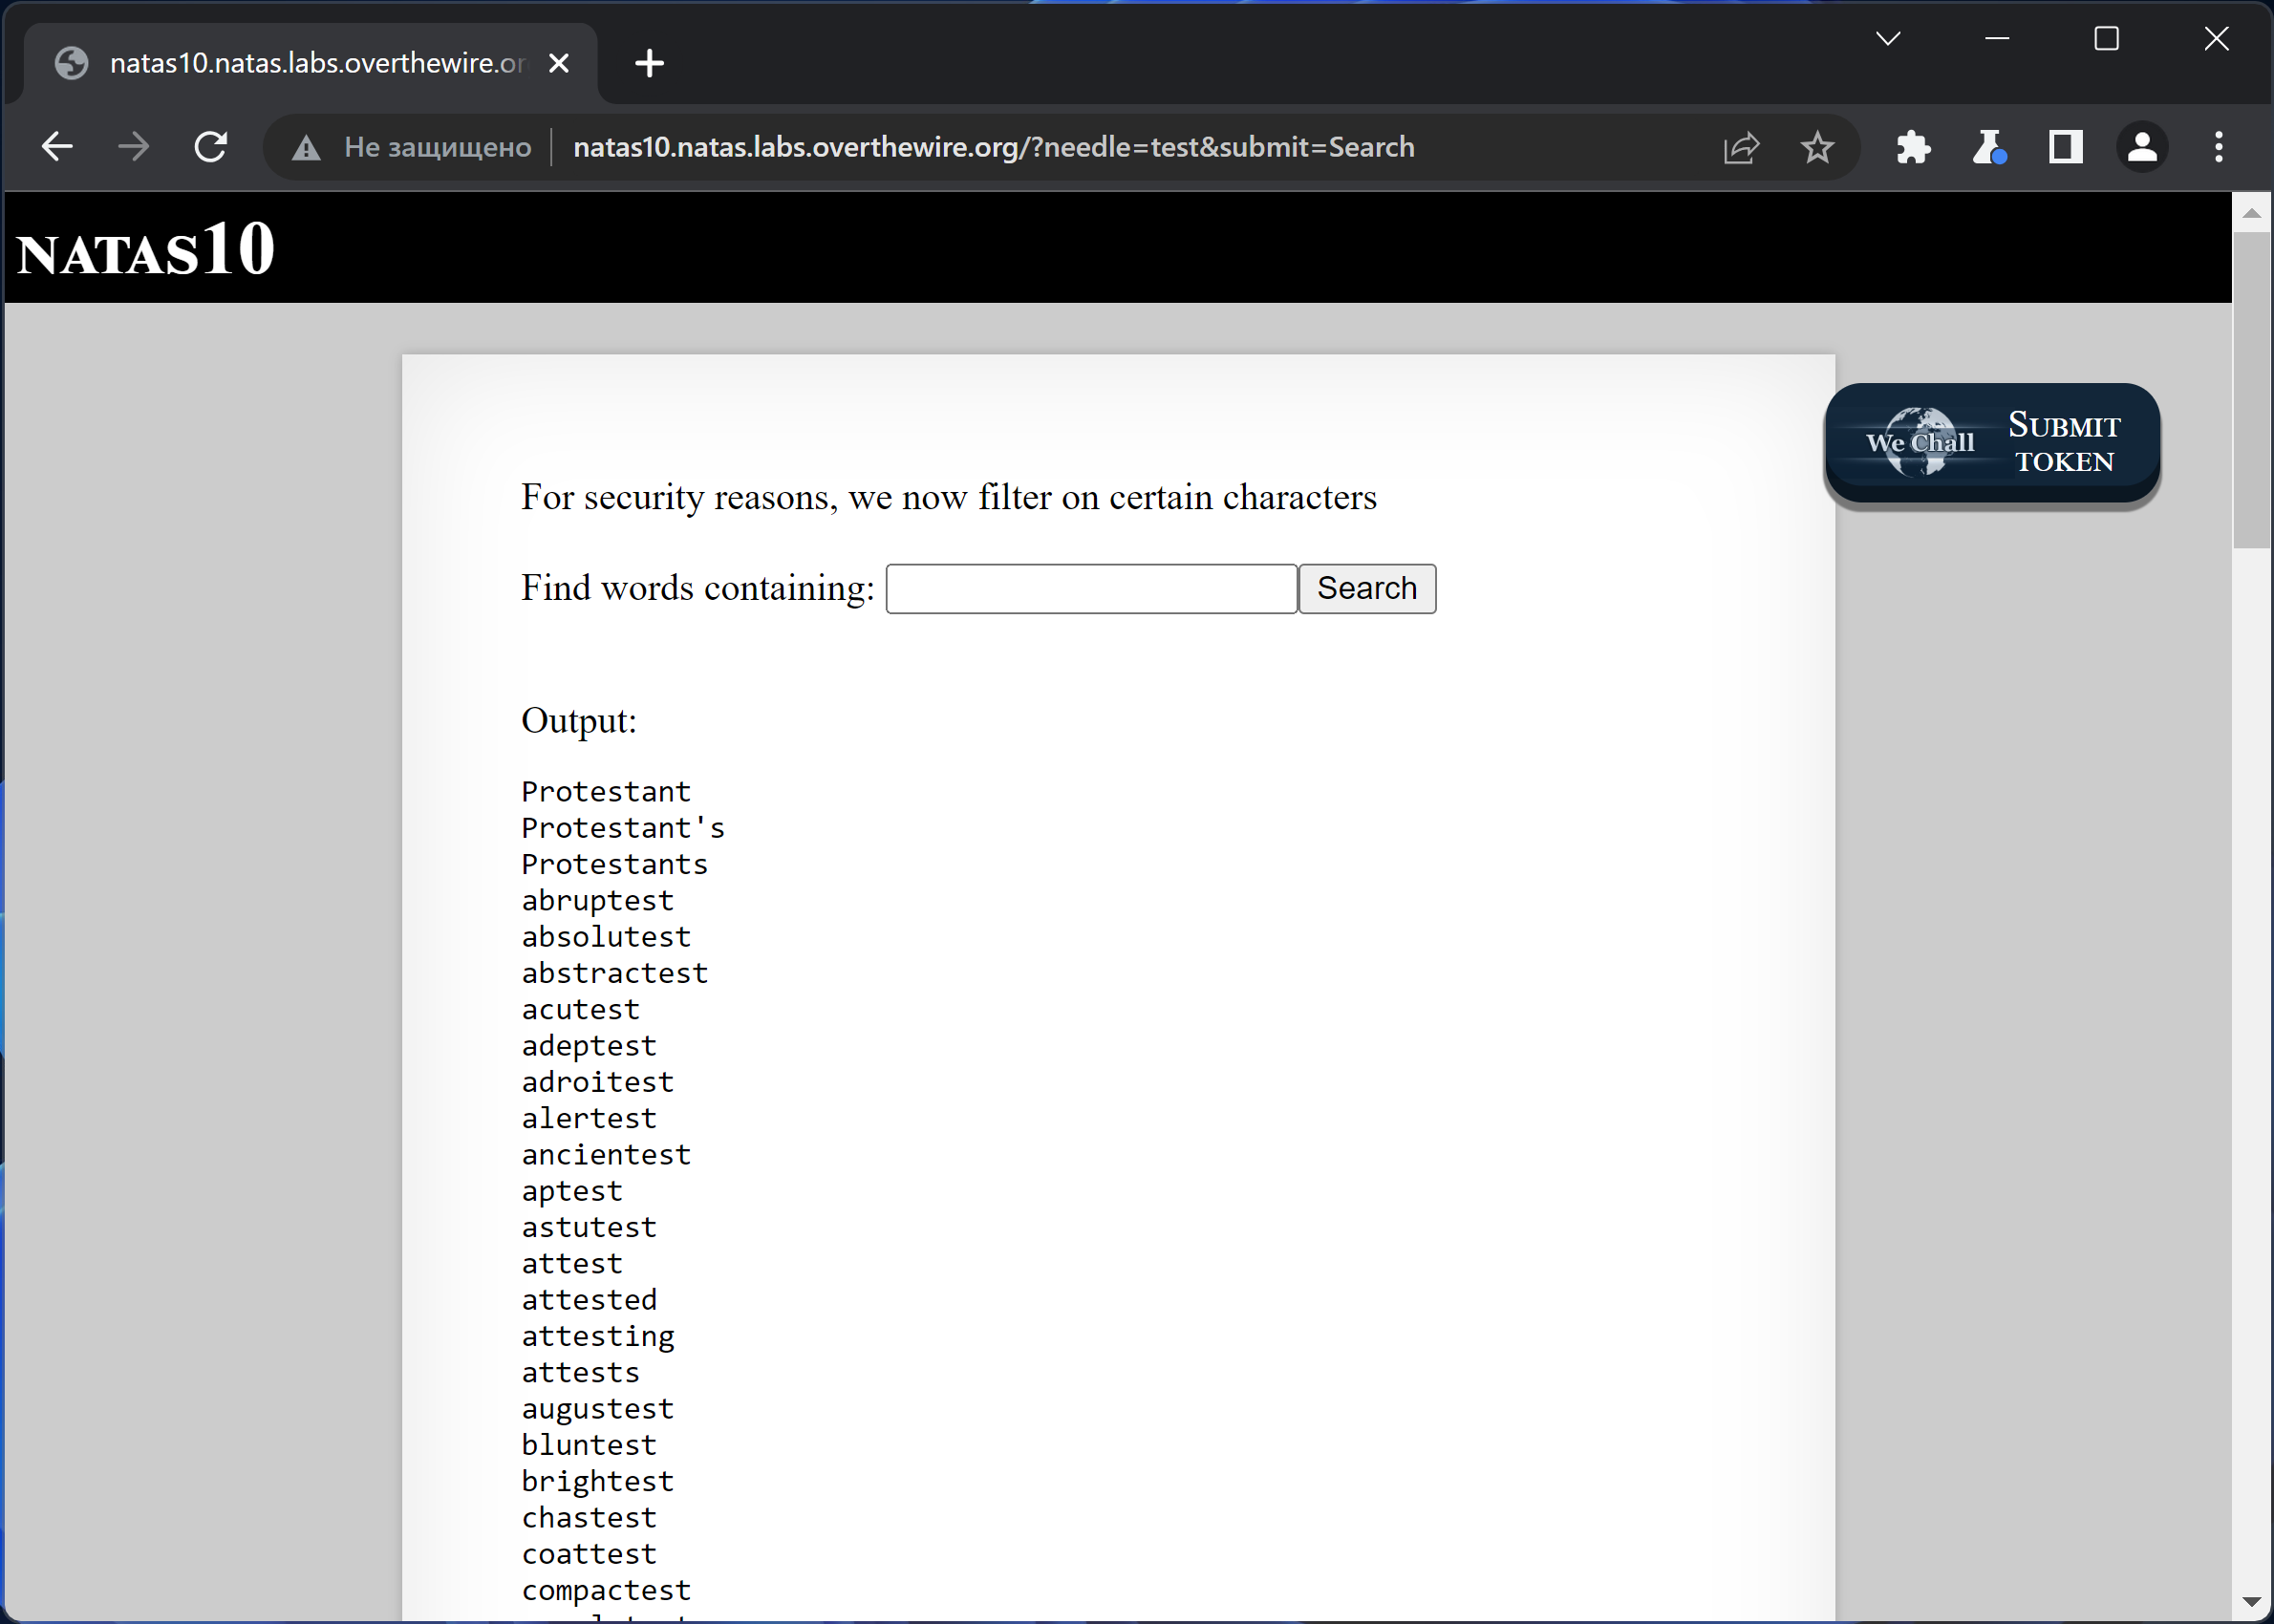 natas10.natas.labs.overthewire.or
Не защищено
natas10.natas.labs.overthewire.org/?needle=test&submit=Search
NATAS10
We Chall
SUBMIT
TOKEN
For security reasons, we now filter on certain characters
Find words containing:
Search
Output:
Protestant
Protestant's
Protestants
abruptest
absolutest
abstractest
acutest
adeptest
adroitest
alertest
ancientest
aptest
astutest
attest
attested
attesting
attests
augustest
bluntest
brightest
chastest
coattest
compactest